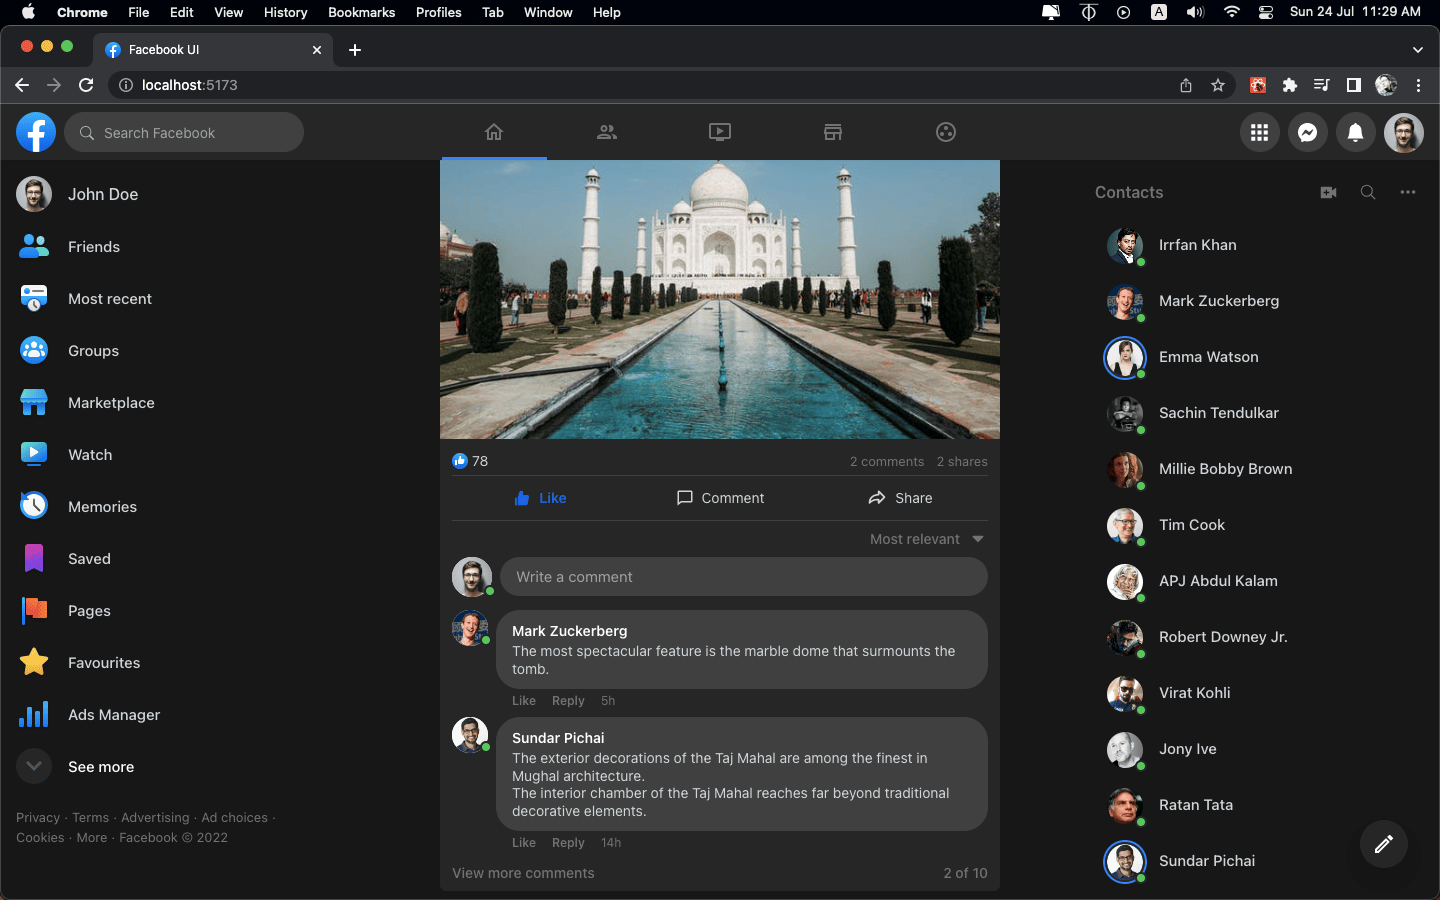 Chrome File Edit View History Bookmarks Profiles Tab Window Help A Sun 24 Jul 11:29 AM
Facebook UI
localhost:5173
Search Facebook
John Doe
Friends
Most recent
Groups
Marketplace
Watch
Memories
Saved
Pages
Favourites
Ads Manager
See more
Privacy · Terms · Advertising · Ad choices ·
Cookies · More · Facebook © 2022
78
2 comments 2 shares
Like Comment Share
Most relevant
Write a comment
Mark Zuckerberg
The most spectacular feature is the marble dome that surmounts the
tomb.
Like Reply 5h
Sundar Pichai
The exterior decorations of the Taj Mahal are among the finest in
Mughal architecture.
The interior chamber of the Taj Mahal reaches far beyond traditional
decorative elements.
Like Reply 14h
View more comments 2 of 10
Contacts
Irrfan Khan
Mark Zuckerberg
Emma Watson
Sachin Tendulkar
Millie Bobby Brown
Tim Cook
APJ Abdul Kalam
Robert Downey Jr.
Virat Kohli
Jony Ive
Ratan Tata
Sundar Pichai